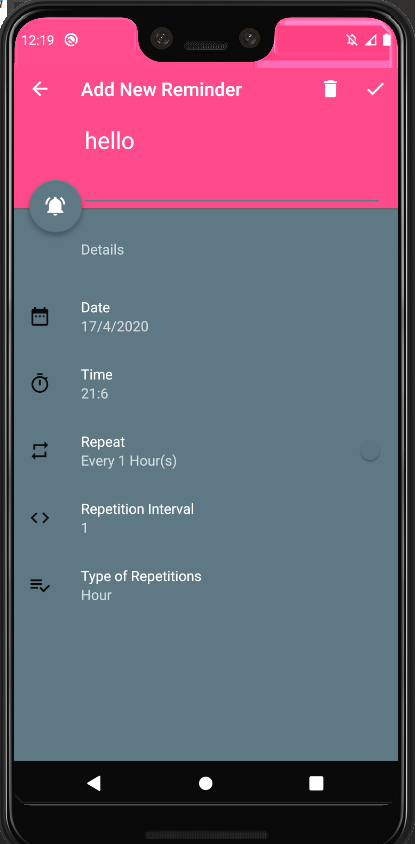 12:19
Add New Reminder
hello
Details
Date
17/4/2020
Time
21:6
Repeat
Every 1 Hour(s)
Repetition Interval
1
Type of Repetitions
Hour